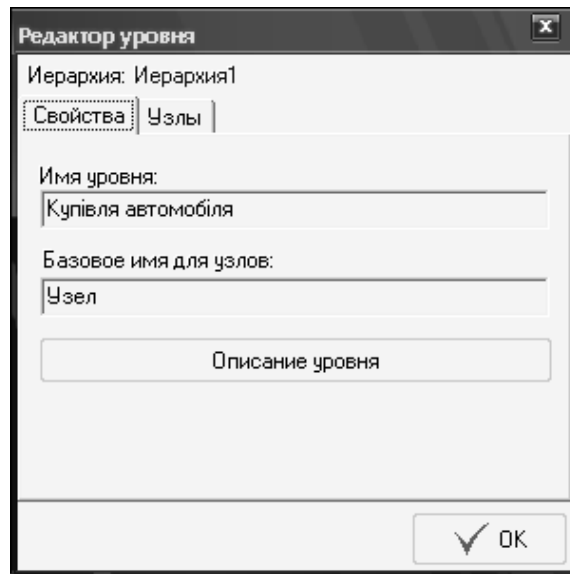 Редактор уровня
Иерархия: Иерархия1
Свойства Узлы
Имя уровня:
Купівля автомобіля
Базовое имя для узлов:
Узел
Описание уровня
OK